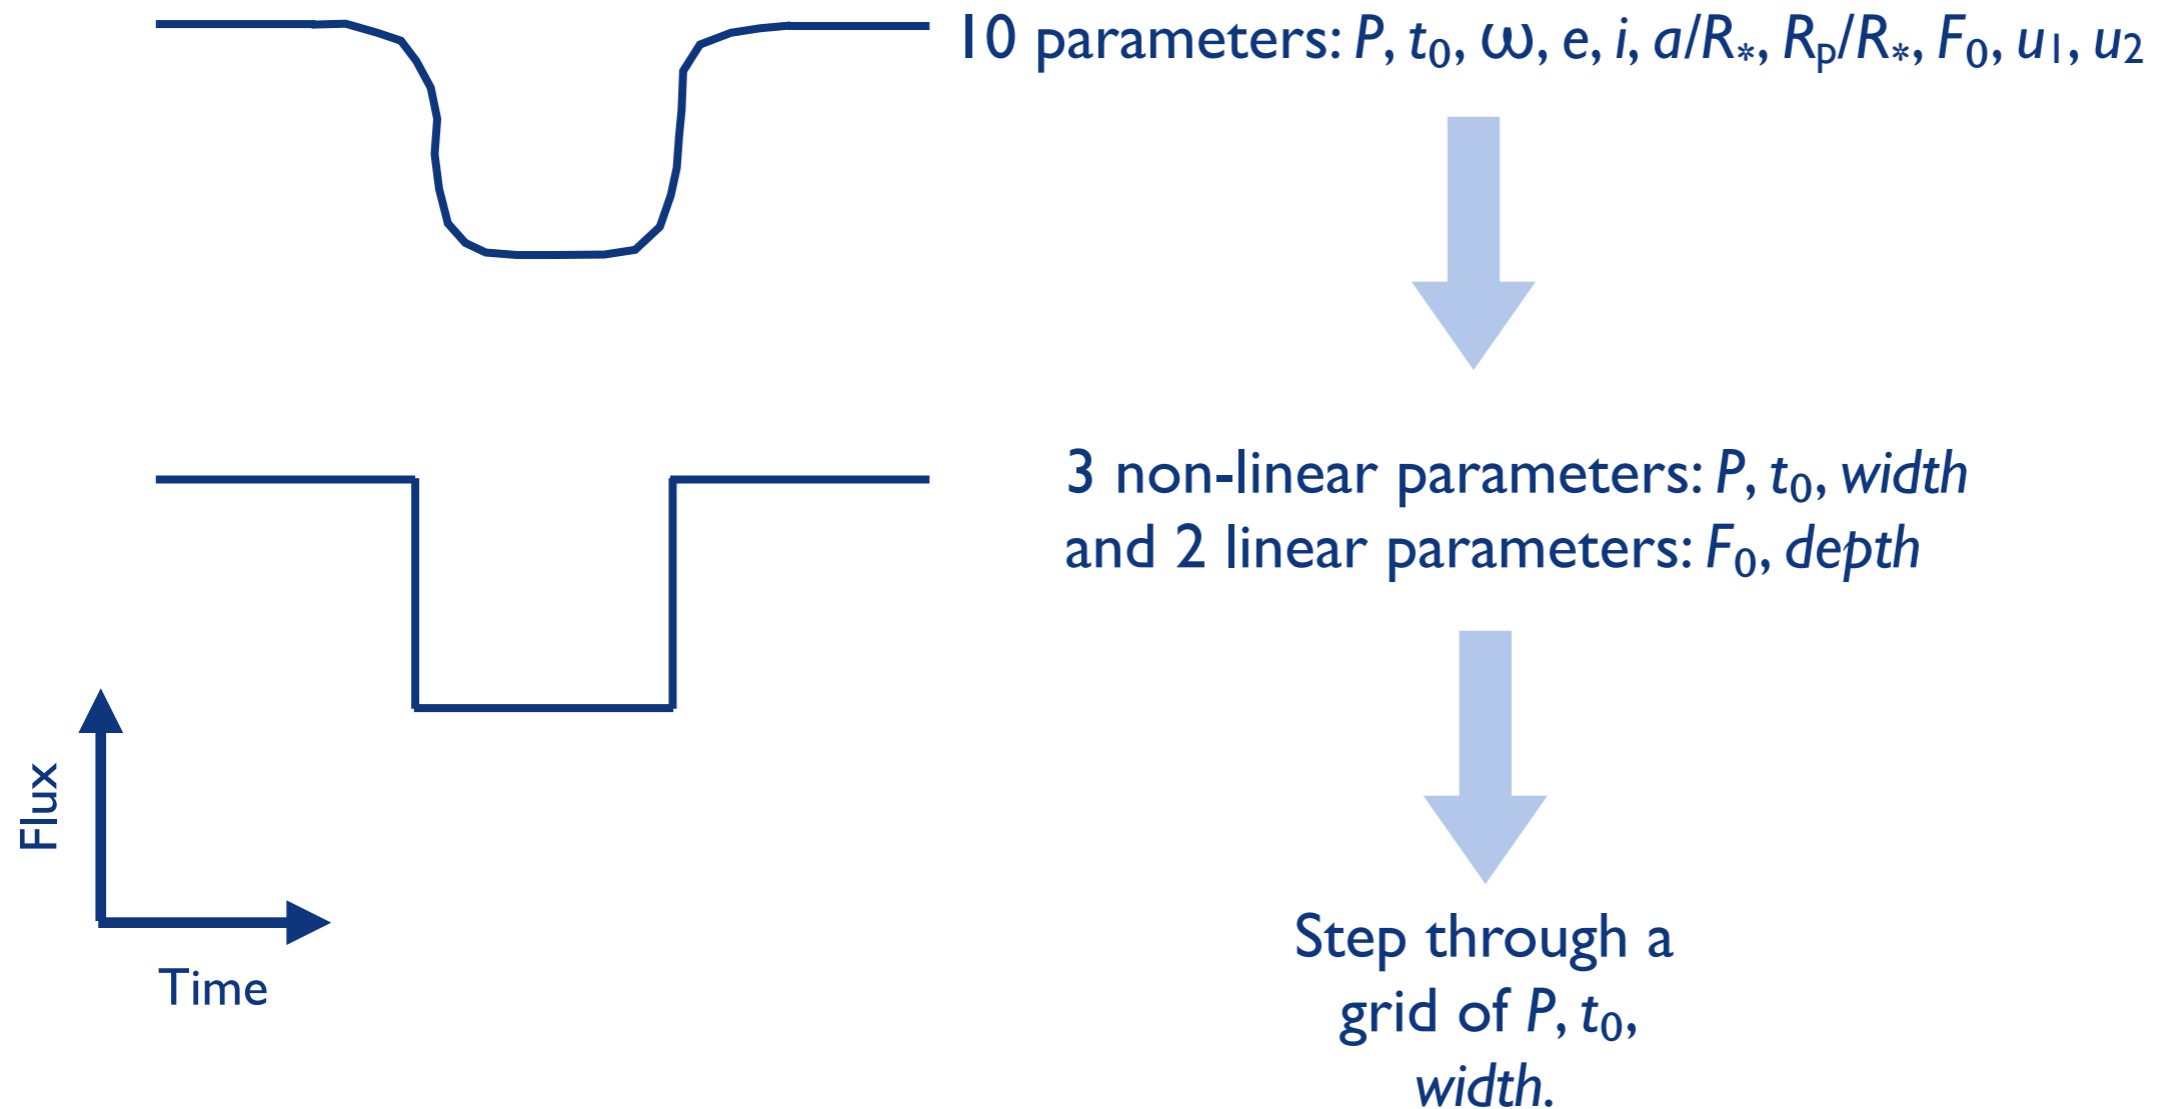 10 parameters: P, t₀, ω, e, i, a/R*, Rₚ/R*, F₀, u1, u2
3 non-linear parameters: P, t₀, width
and 2 linear parameters: F₀, depth
Flux
Time
Step through a
grid of P, t₀,
width.